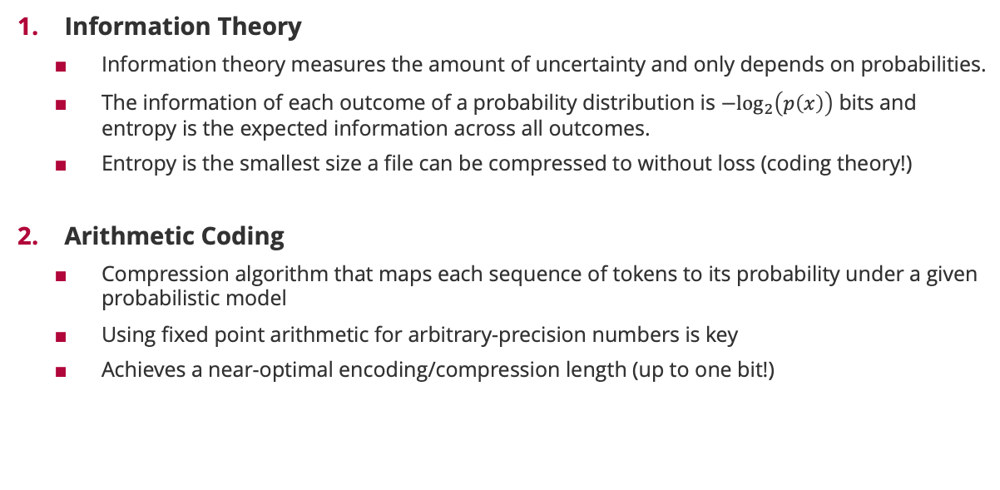 1. Information Theory
■ Information theory measures the amount of uncertainty and only depends on probabilities.
■ The information of each outcome of a probability distribution is −log₂(p(x)) bits and
entropy is the expected information across all outcomes.
■ Entropy is the smallest size a file can be compressed to without loss (coding theory!)
2. Arithmetic Coding
■ Compression algorithm that maps each sequence of tokens to its probability under a given
probabilistic model
■ Using fixed point arithmetic for arbitrary-precision numbers is key
■ Achieves a near-optimal encoding/compression length (up to one bit!)